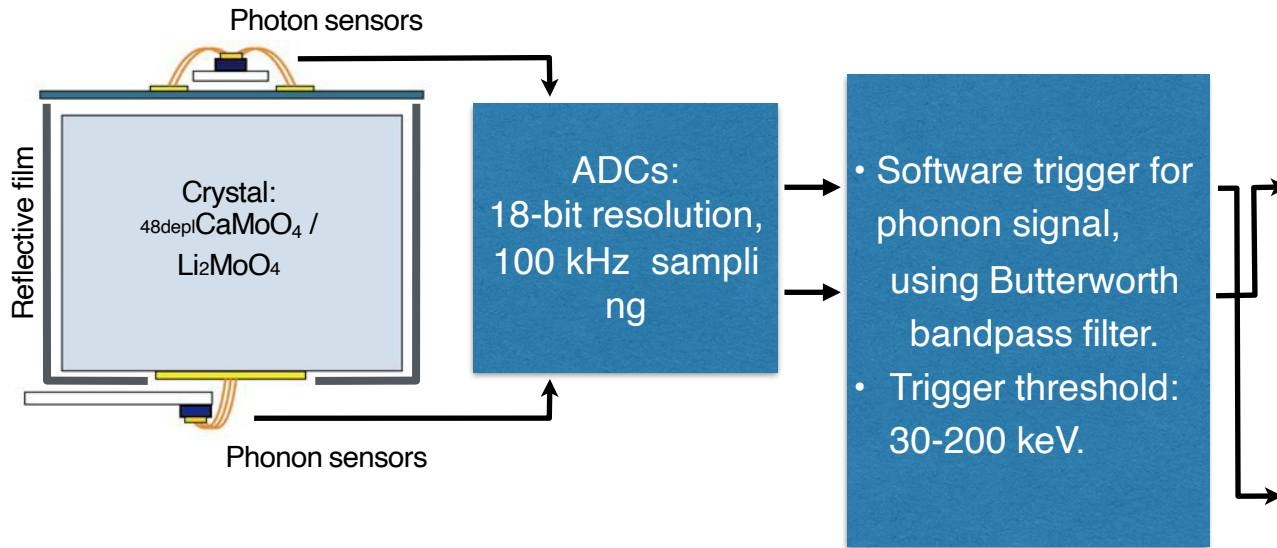 Photon sensors
Reflective film
Crystal:
48deplCaMoO4 /
Li2MoO4
Phonon sensors
ADCs:
18-bit resolution,
100 kHz sampli
ng
• Software trigger for
phonon signal,
using Butterworth
bandpass filter.
• Trigger threshold:
30-200 keV.